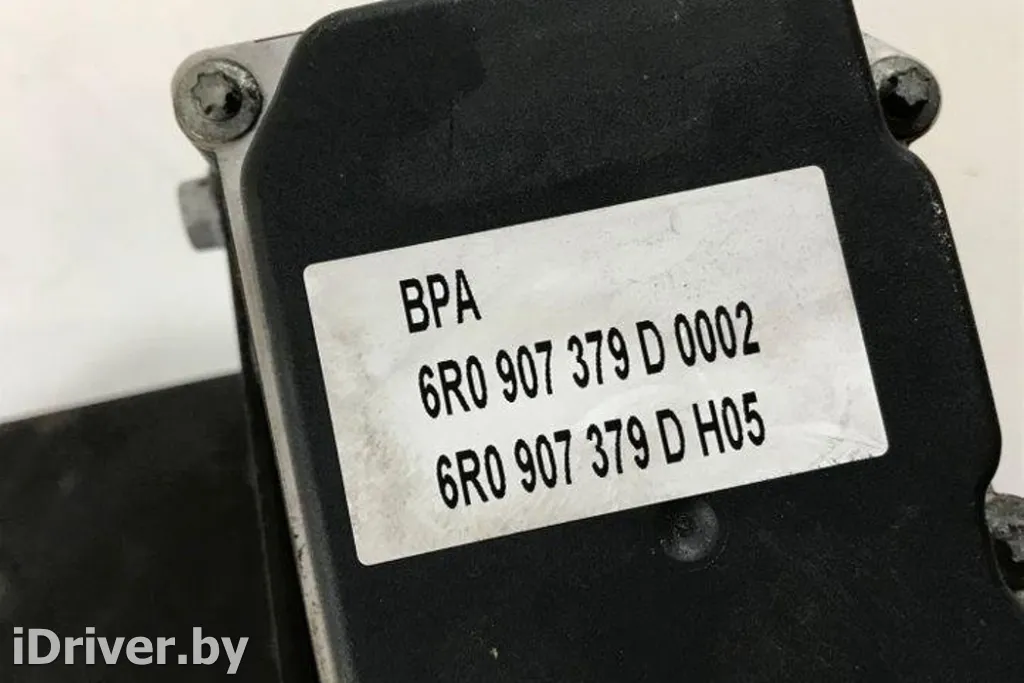 BPA
6R0 907 379 D 0002
6R0 907 379 D H05
iDriver.by